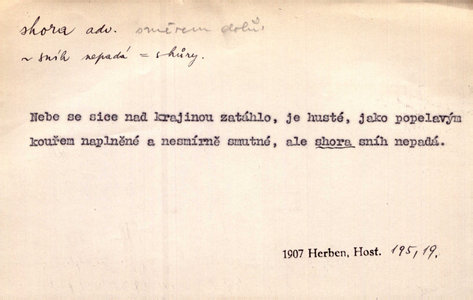 shora adv. směrem dolů.
~ sníh nepadá = s hůry.
Nebe se sice nad krajinou zatáhlo, je husté, jako popelavým
kouřem naplněné a nesmírně smutné, ale shora sníh nepadá.
1907 Herben, Host. 195,19.